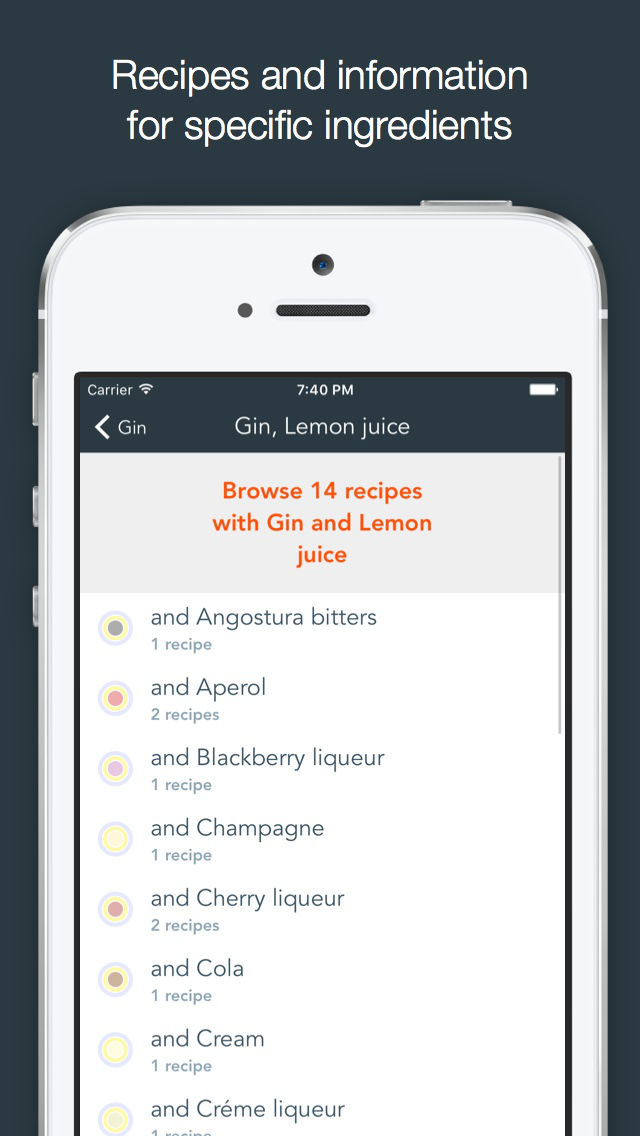 Recipes and information
for specific ingredients
Carrier 7:40 PM
Gin Gin, Lemon juice
Browse 14 recipes
with Gin and Lemon
juice
and Angostura bitters
1 recipe
and Aperol
2 recipes
and Blackberry liqueur
1 recipe
and Champagne
1 recipe
and Cherry liqueur
2 recipes
and Cola
1 recipe
and Cream
1 recipe
and Créme liqueur
1 recipe